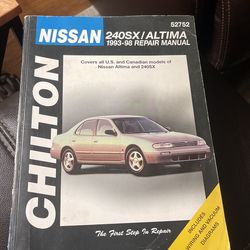 52752
NISSAN
240SX/ALTIMA
1993-98 REPAIR MANUAL
Covers all U.S. and Canadian models of
Nissan Altima and 240SX
CHILTON
The First Step In Repair
INCLUDES
WIRING AND VACUUM
DIAGRAMS